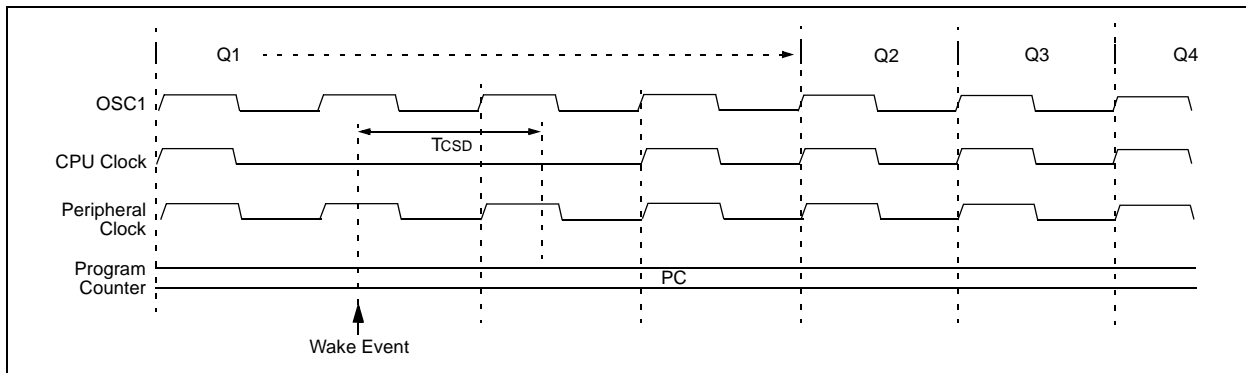 Q1
Q2
Q3
Q4
OSC1
TCSD
CPU Clock
Peripheral
Clock
Program
Counter
PC
Wake Event